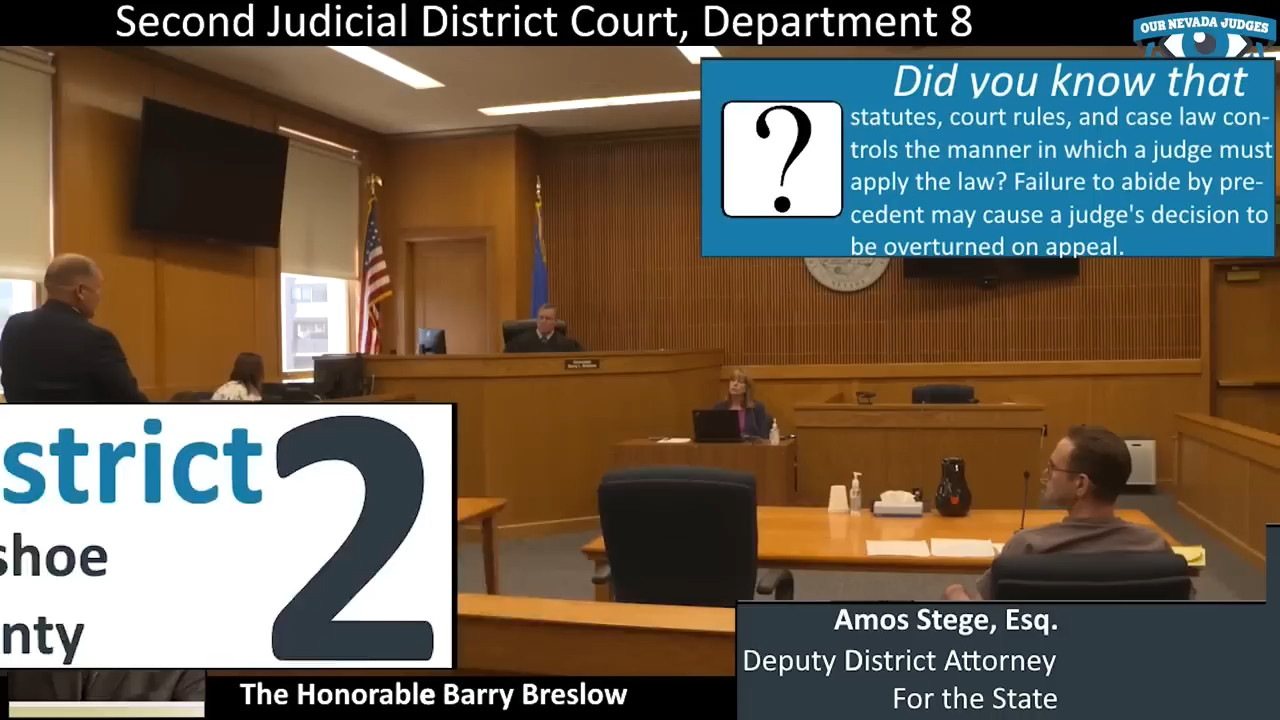 Second Judicial District Court, Department 8
OUR NEVADA JUDGES
Did you know that
?
statutes, court rules, and case law con-
trols the manner in which a judge must
apply the law? Failure to abide by pre-
cedent may cause a judge's decision to
be overturned on appeal.
strict
2
shoe
nty
Amos Stege, Esq.
Deputy District Attorney
For the State
The Honorable Barry Breslow